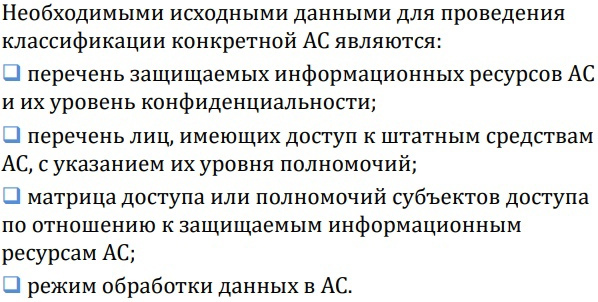 Необходимыми исходными данными для проведения
классификации конкретной АС являются:
❑ перечень защищаемых информационных ресурсов АС
и их уровень конфиденциальности;
❑ перечень лиц, имеющих доступ к штатным средствам
АС, с указанием их уровня полномочий;
❑ матрица доступа или полномочий субъектов доступа
по отношению к защищаемым информационным
ресурсам АС;
❑ режим обработки данных в АС.